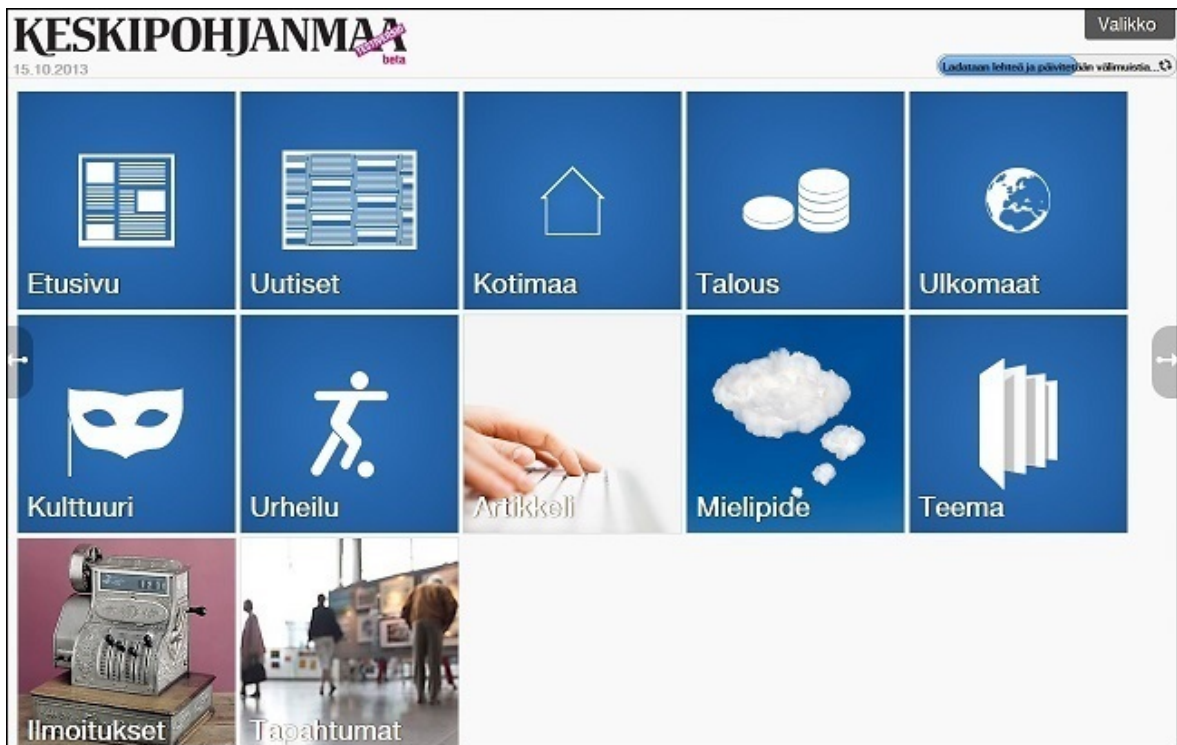 KESKIPOHJANMAA
TESTIVERSIO
beta
Valikko
15.10.2013
Ladataan lehteä ja päivitetään välimuistia...
Etusivu
Uutiset
Kotimaa
Talous
Ulkomaat
Kulttuuri
Urheilu
Artikkeli
Mielipide
Teema
Ilmoitukset
Tapahtumat